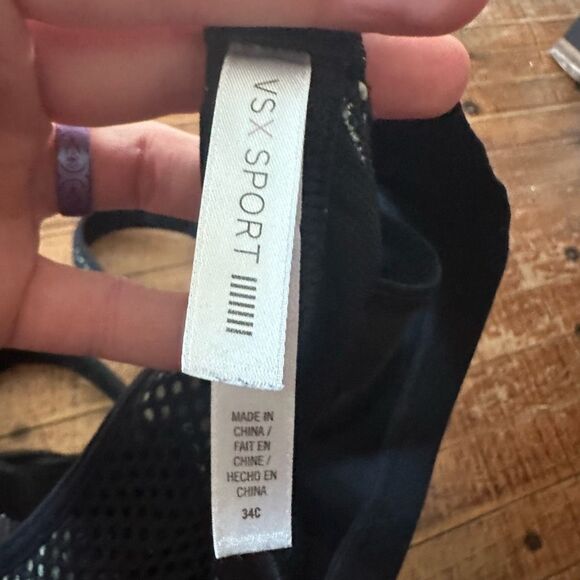 VSX SPORT
MADE IN
CHINA /
FAIT EN
CHINE /
HECHO EN
CHINA
34C